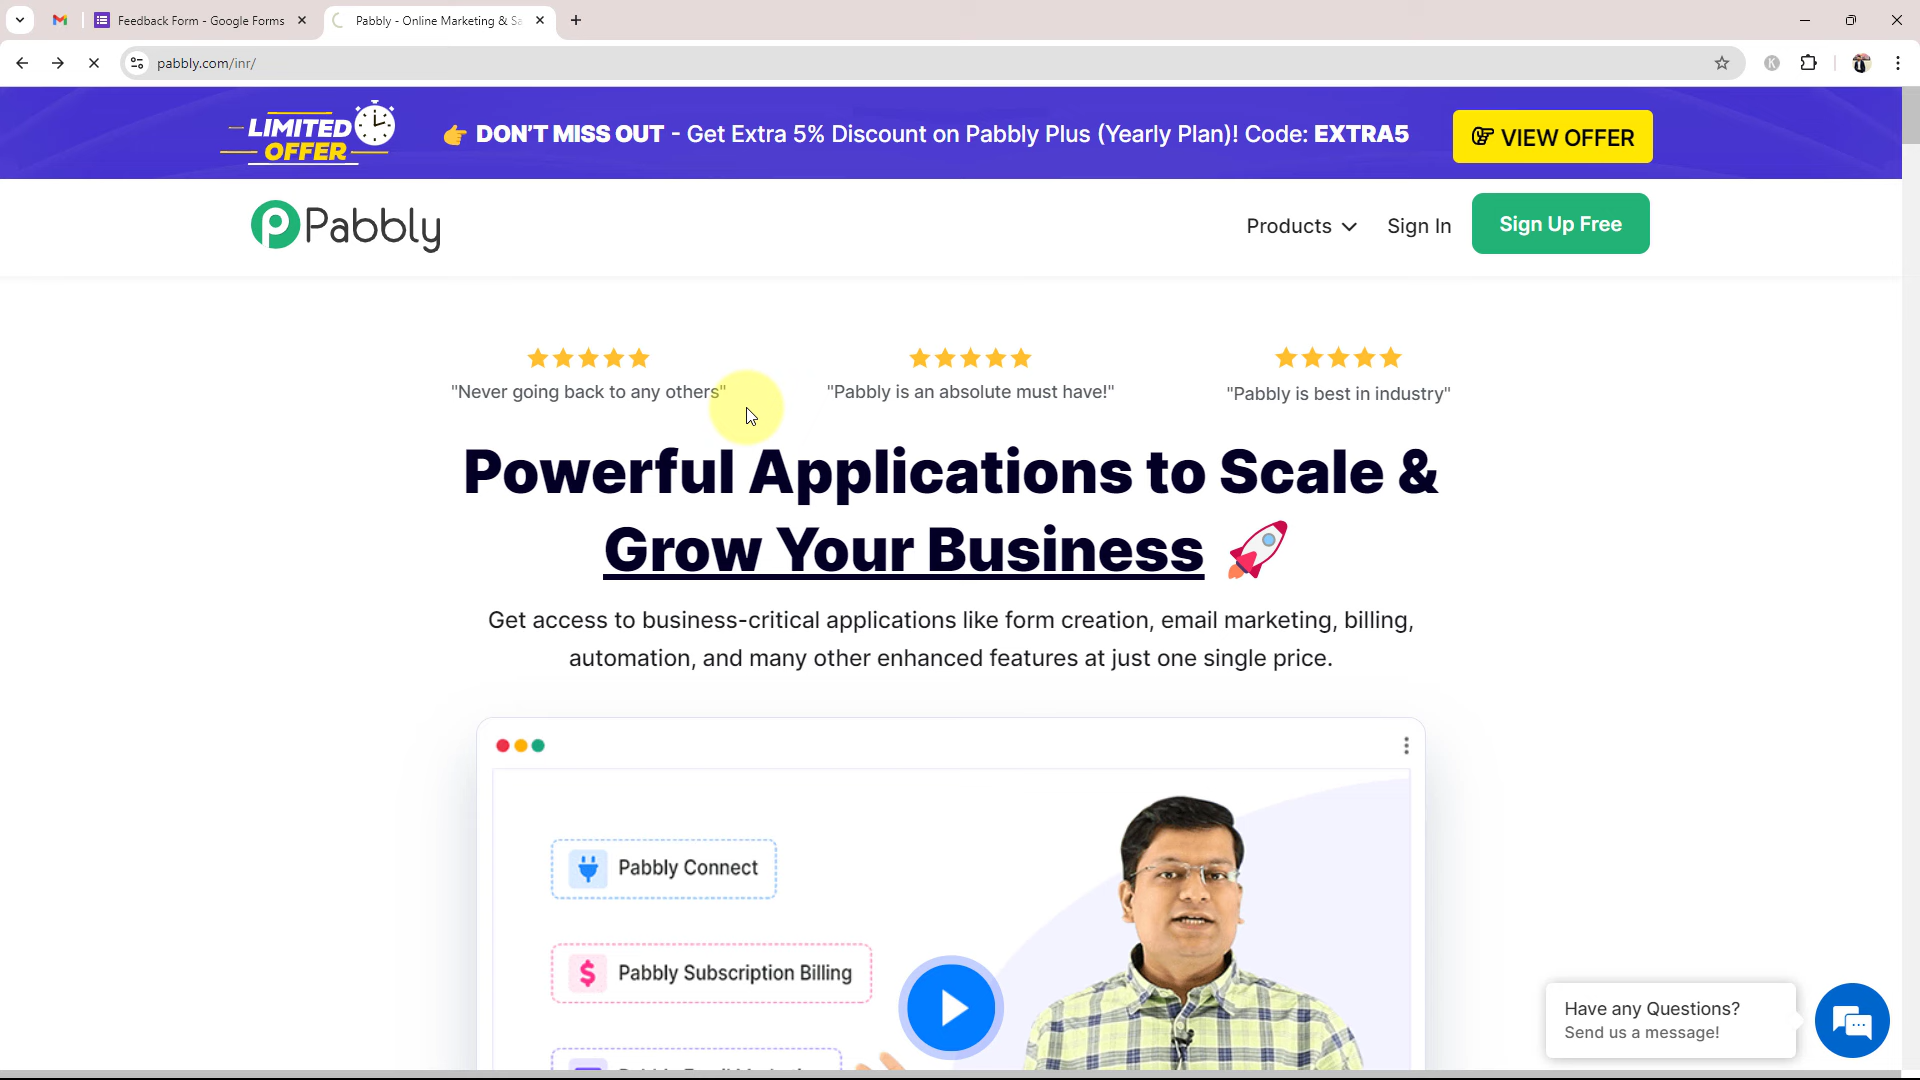 Feedback Form - Google Forms
Pabbly - Online Marketing & Sa
pabbly.com/inr/
K
LIMITED
OFFER
DON'T MISS OUT - Get Extra 5% Discount on Pabbly Plus (Yearly Plan)! Code: EXTRA5
VIEW OFFER
Pabbly
Products
Sign In
Sign Up Free
"Never going back to any others"
"Pabbly is an absolute must have!"
"Pabbly is best in industry"
Powerful Applications to Scale &
Grow Your Business
Get access to business-critical applications like form creation, email marketing, billing,
automation, and many other enhanced features at just one single price.
Pabbly Connect
Pabbly Subscription Billing
Have any Questions?
Send us a message!